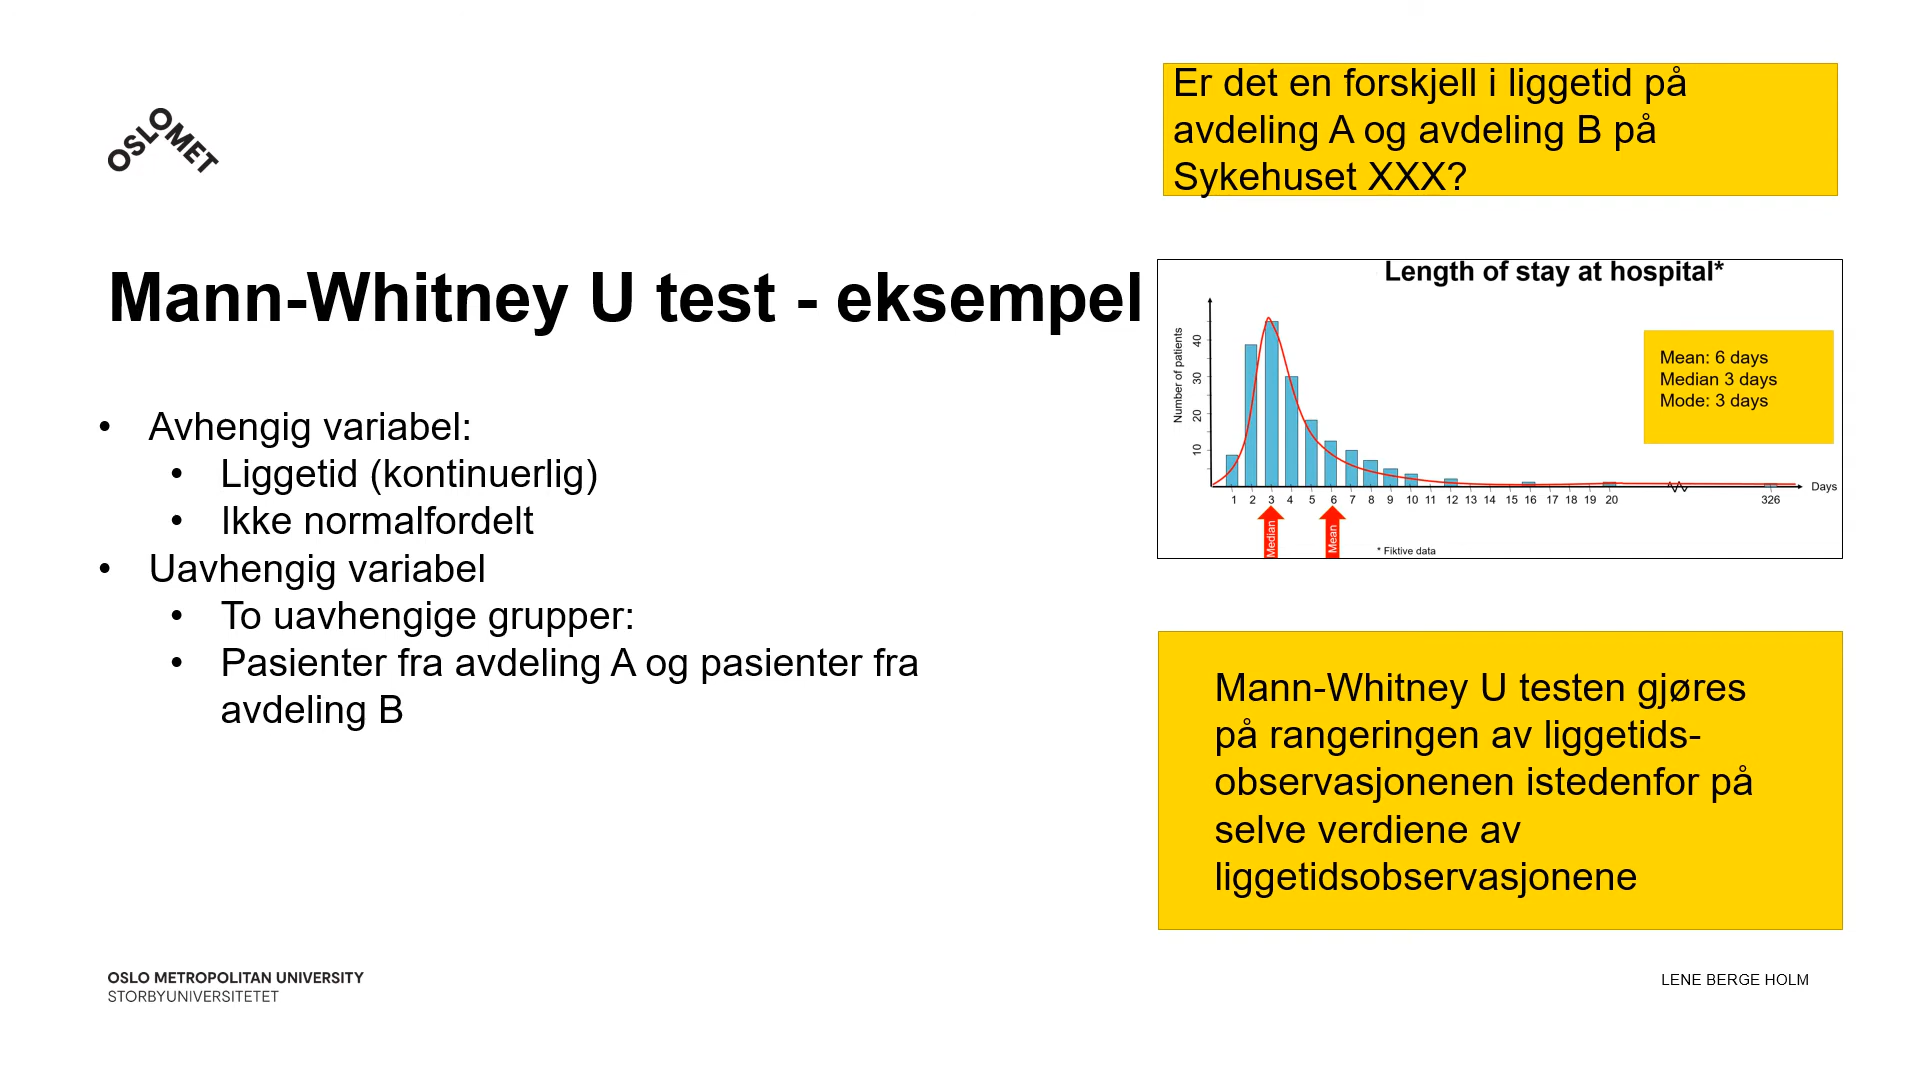 OSLOMET
Er det en forskjell i liggetid på
avdeling A og avdeling B på
Sykehuset XXX?
Mann-Whitney U test - eksempel
• Avhengig variabel:
• Liggetid (kontinuerlig)
• Ikke normalfordelt
• Uavhengig variabel
• To uavhengige grupper:
• Pasienter fra avdeling A og pasienter fra
avdeling B
Length of stay at hospital*
Number of patients
40
30
20
10
Mean: 6 days
Median 3 days
Mode: 3 days
1 2 3 4 5 6 7 8 9 10 11 12 13 14 15 16 17 18 19 20 326
Days
Median
Mean
* Fiktive data
Mann-Whitney U testen gjøres
på rangeringen av liggetids-
observasjonenen istedenfor på
selve verdiene av
liggetidsobservasjonene
OSLO METROPOLITAN UNIVERSITY
STORBYUNIVERSITETET
LENE BERGE HOLM